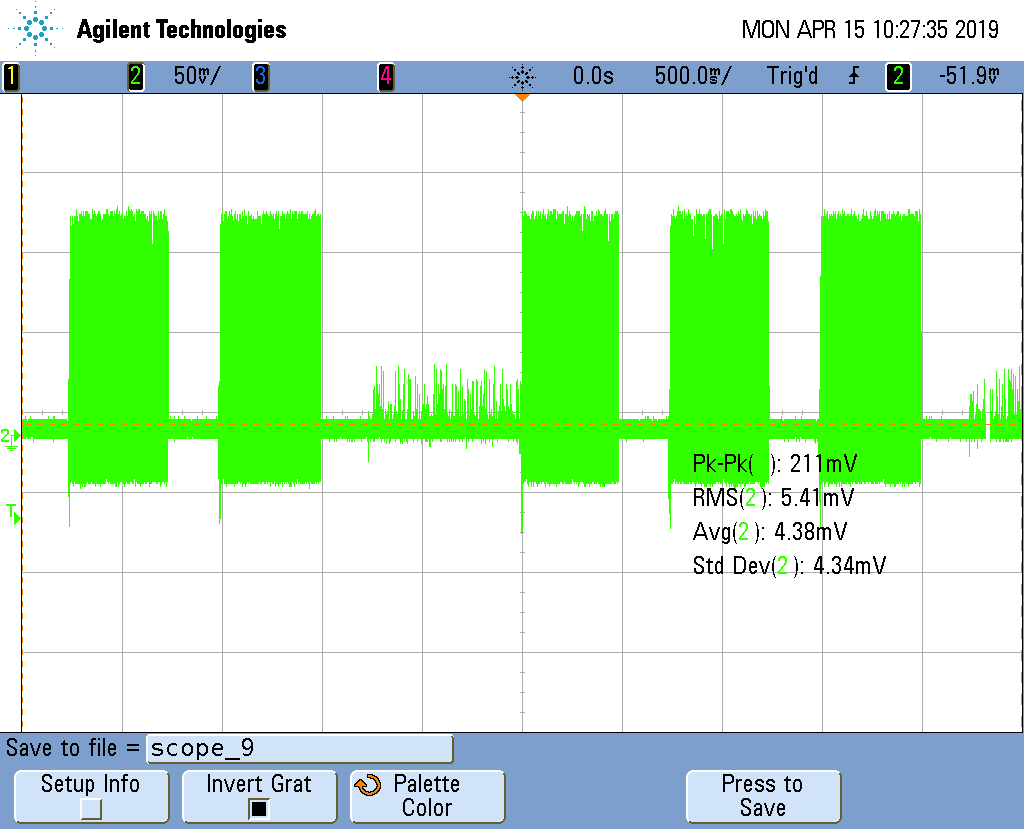 Agilent Technologies
MON APR 15 10:27:35 2019
1 2 50mV/ 3 4 0.0s 500.0ms/ Trig'd 2 -51.9mV
2
T
Pk-Pk( ): 211mV
RMS(2): 5.41mV
Avg(2): 4.38mV
Std Dev(2): 4.34mV
Save to file = scope_9
Setup Info
Invert Grat
Palette
Color
Press to
Save